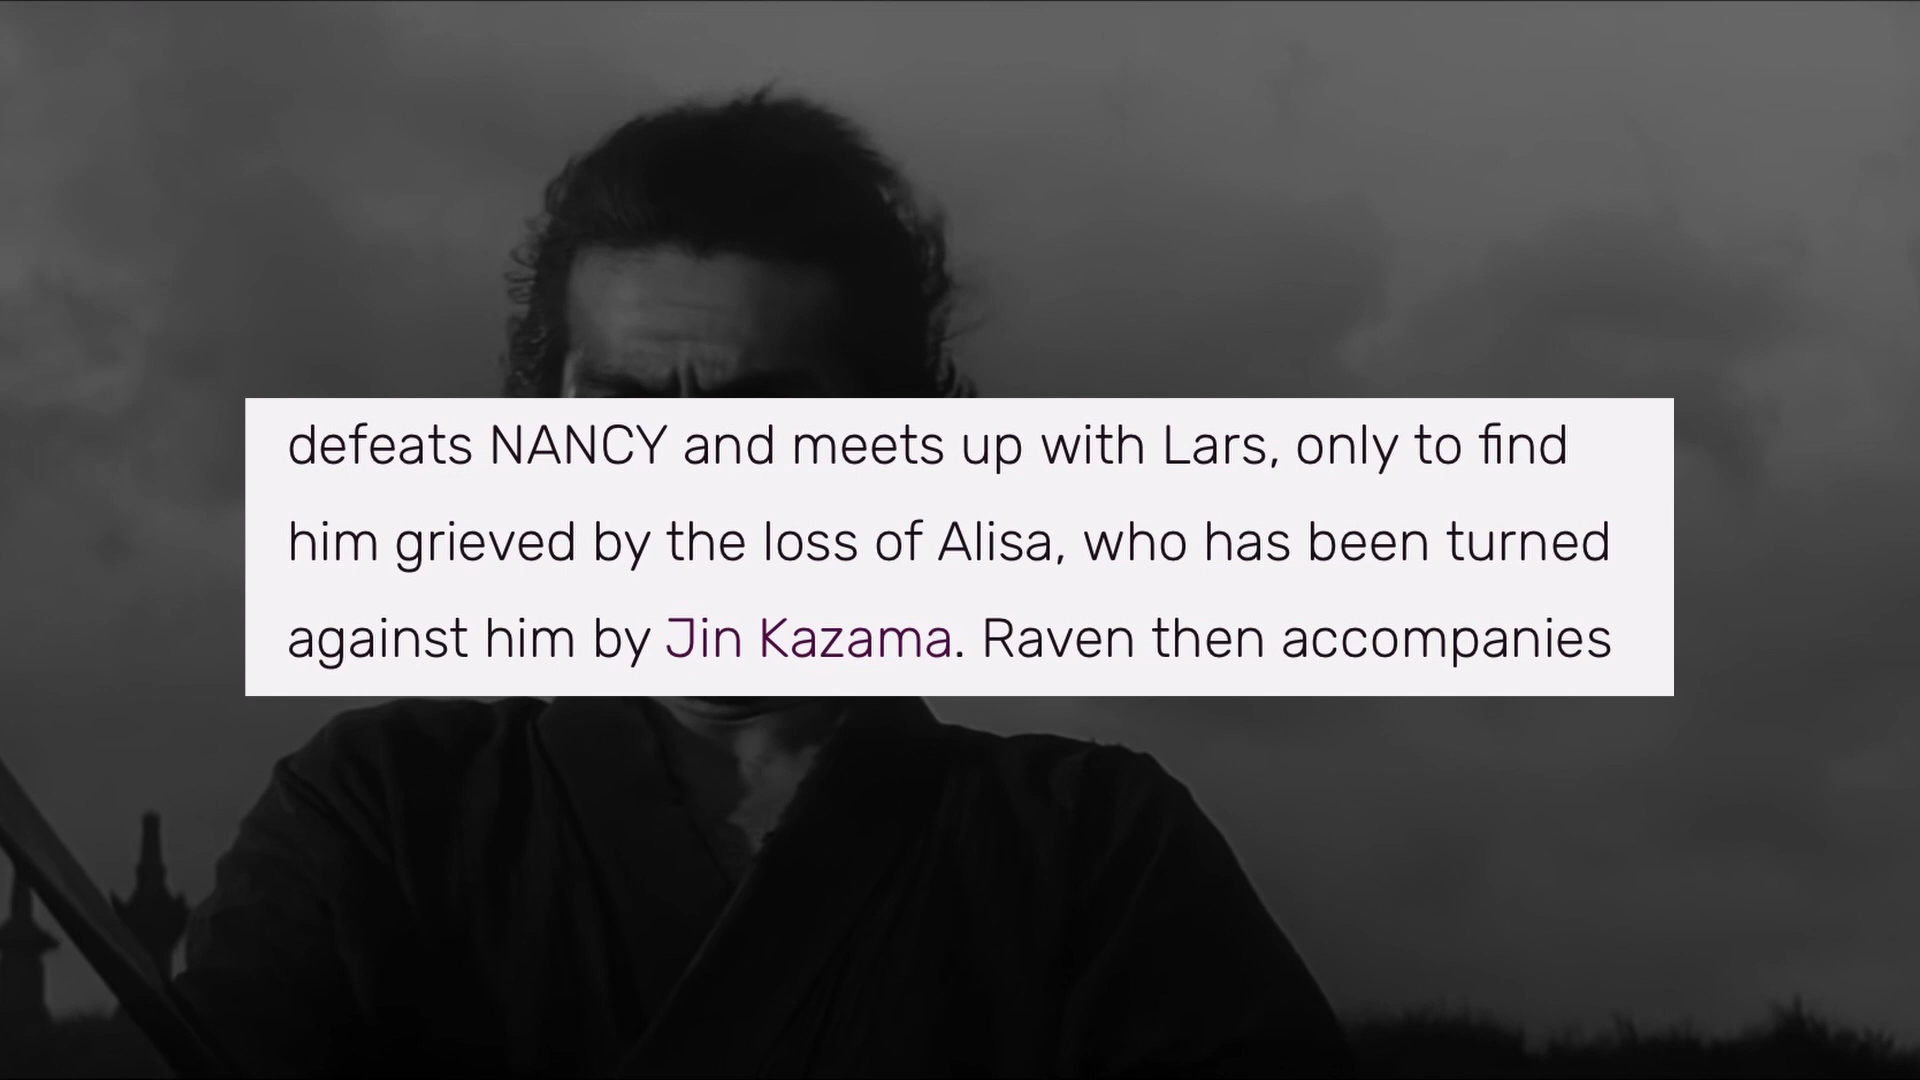 defeats NANCY and meets up with Lars, only to find
him grieved by the loss of Alisa, who has been turned
against him by Jin Kazama. Raven then accompanies